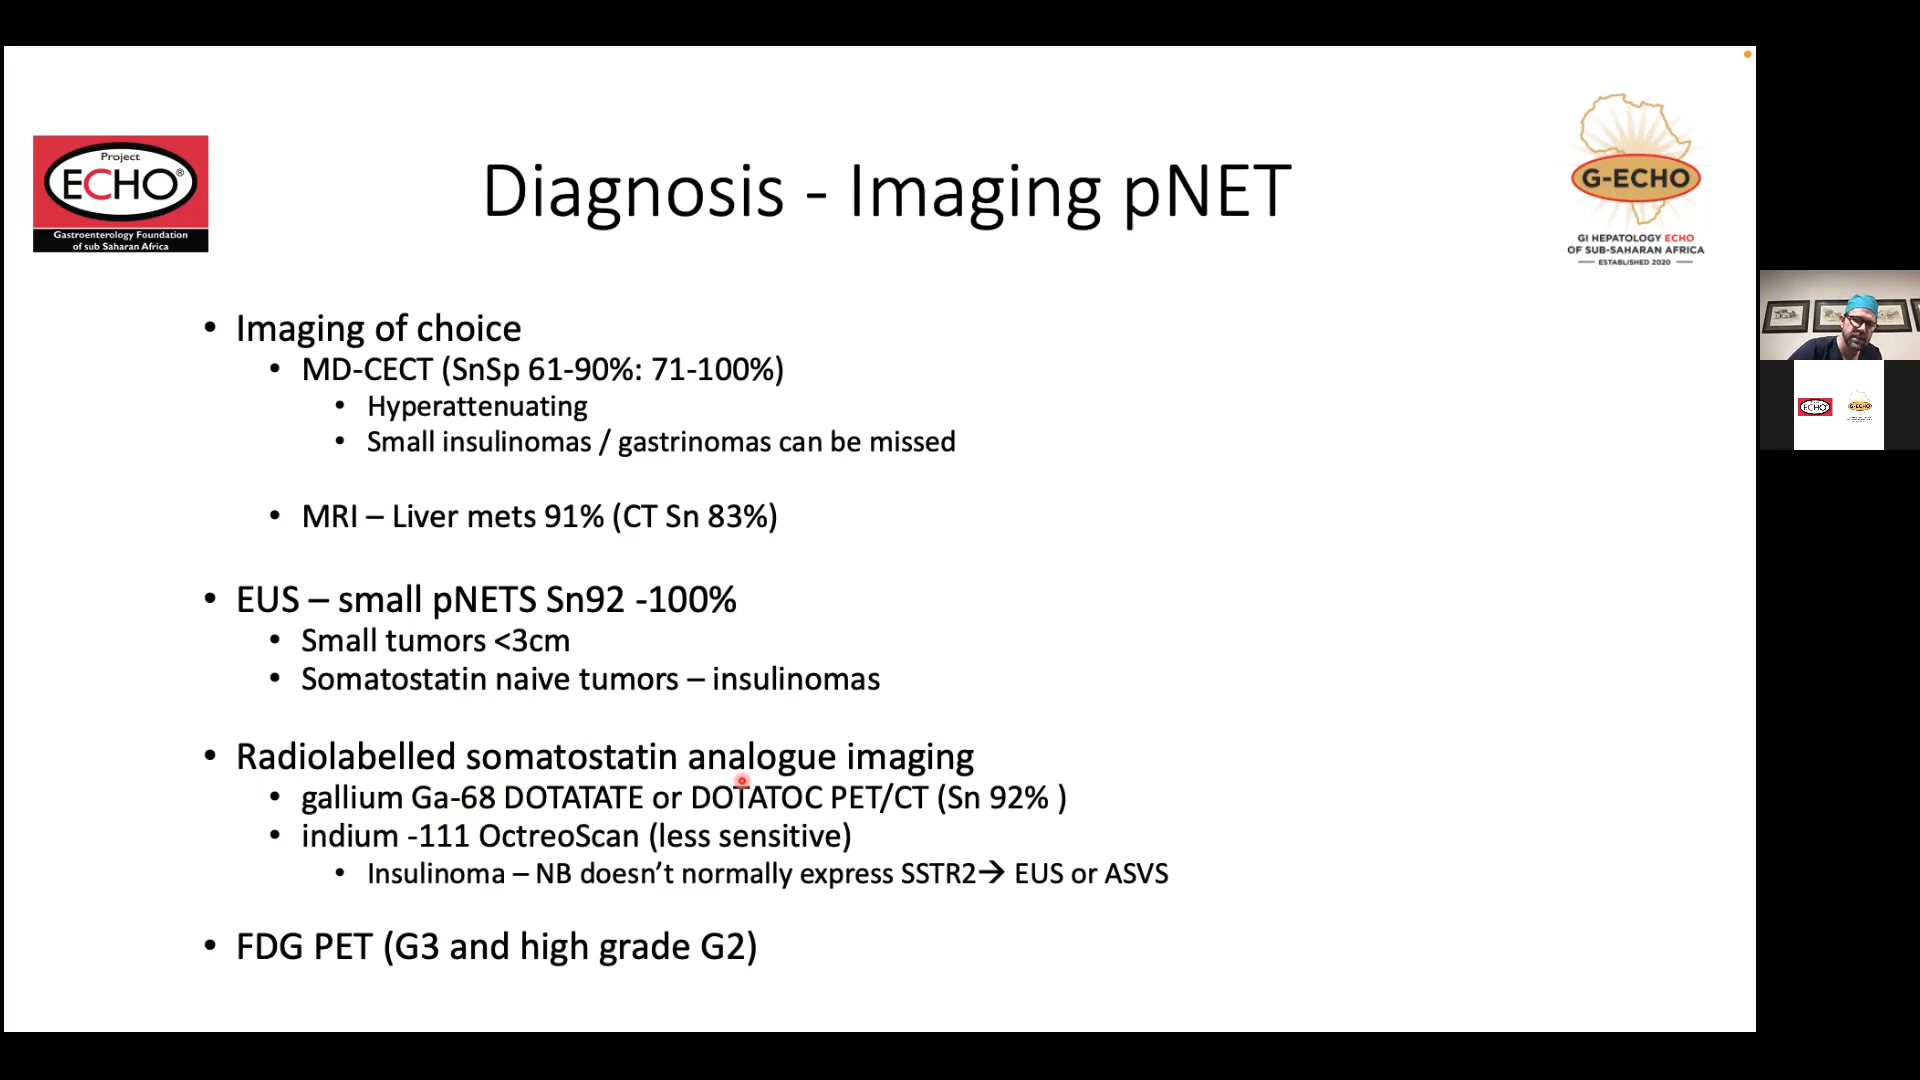 Project
ECHO®
Gastroenterology Foundation
of sub Saharan Africa
Diagnosis - Imaging pNET
G-ECHO
GI HEPATOLOGY ECHO
OF SUB-SAHARAN AFRICA
ESTABLISHED 2020
• Imaging of choice
• MD-CECT (SnSp 61-90%: 71-100%)
• Hyperattenuating
• Small insulinomas / gastrinomas can be missed
• MRI – Liver mets 91% (CT Sn 83%)
• EUS – small pNETS Sn92 -100%
• Small tumors <3cm
• Somatostatin naive tumors – insulinomas
• Radiolabelled somatostatin analogue imaging
• gallium Ga-68 DOTATATE or DOTATOC PET/CT (Sn 92% )
• indium -111 OctreoScan (less sensitive)
• Insulinoma – NB doesn’t normally express SSTR2→ EUS or ASVS
• FDG PET (G3 and high grade G2)
ECHO
G-ECHO